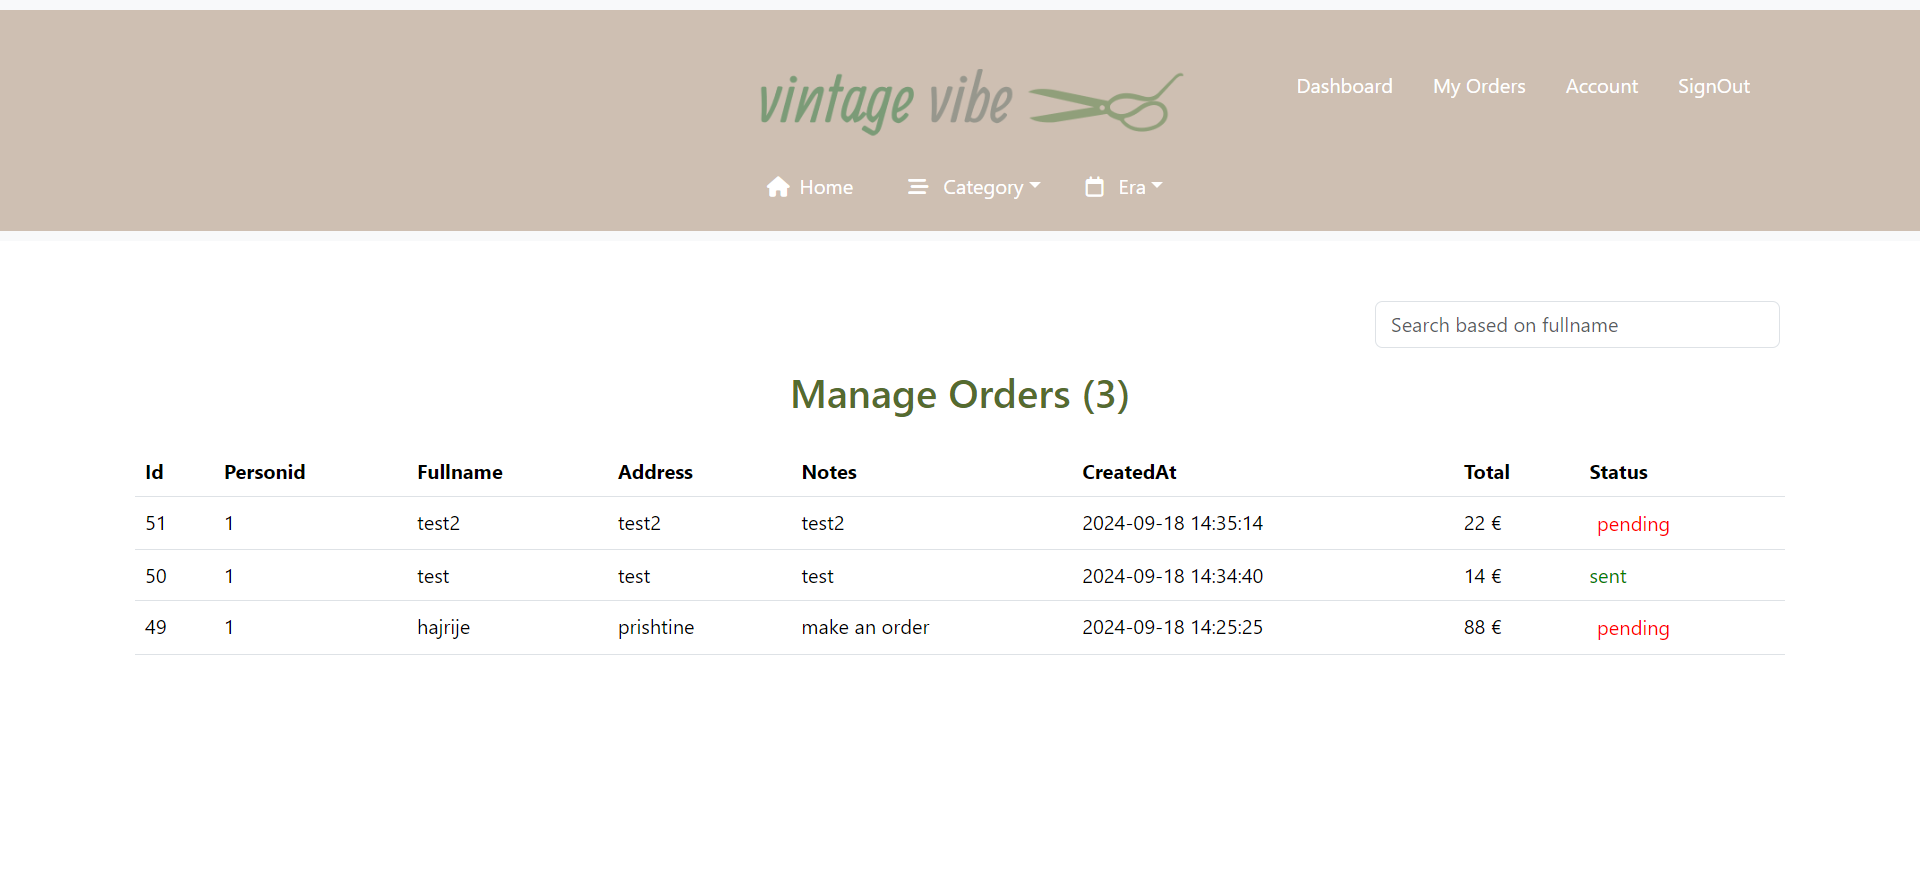 vintage vibe
Dashboard My Orders Account SignOut
Home Category Era
Search based on fullname
Manage Orders (3)
Id Personid Fullname Address Notes CreatedAt Total Status
51 1 test2 test2 test2 2024-09-18 14:35:14 22 € pending
50 1 test test test 2024-09-18 14:34:40 14 € sent
49 1 hajrije prishtine make an order 2024-09-18 14:25:25 88 € pending